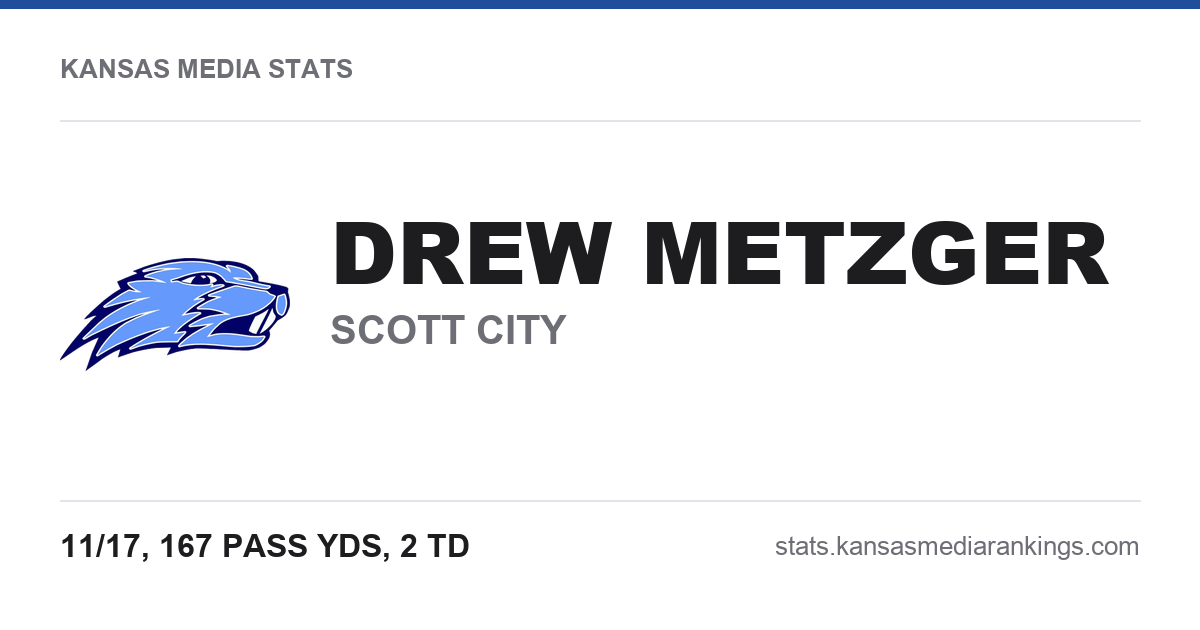 KANSAS MEDIA STATS
DREW METZGER
SCOTT CITY
11/17, 167 PASS YDS, 2 TD
stats.kansasmediarankings.com